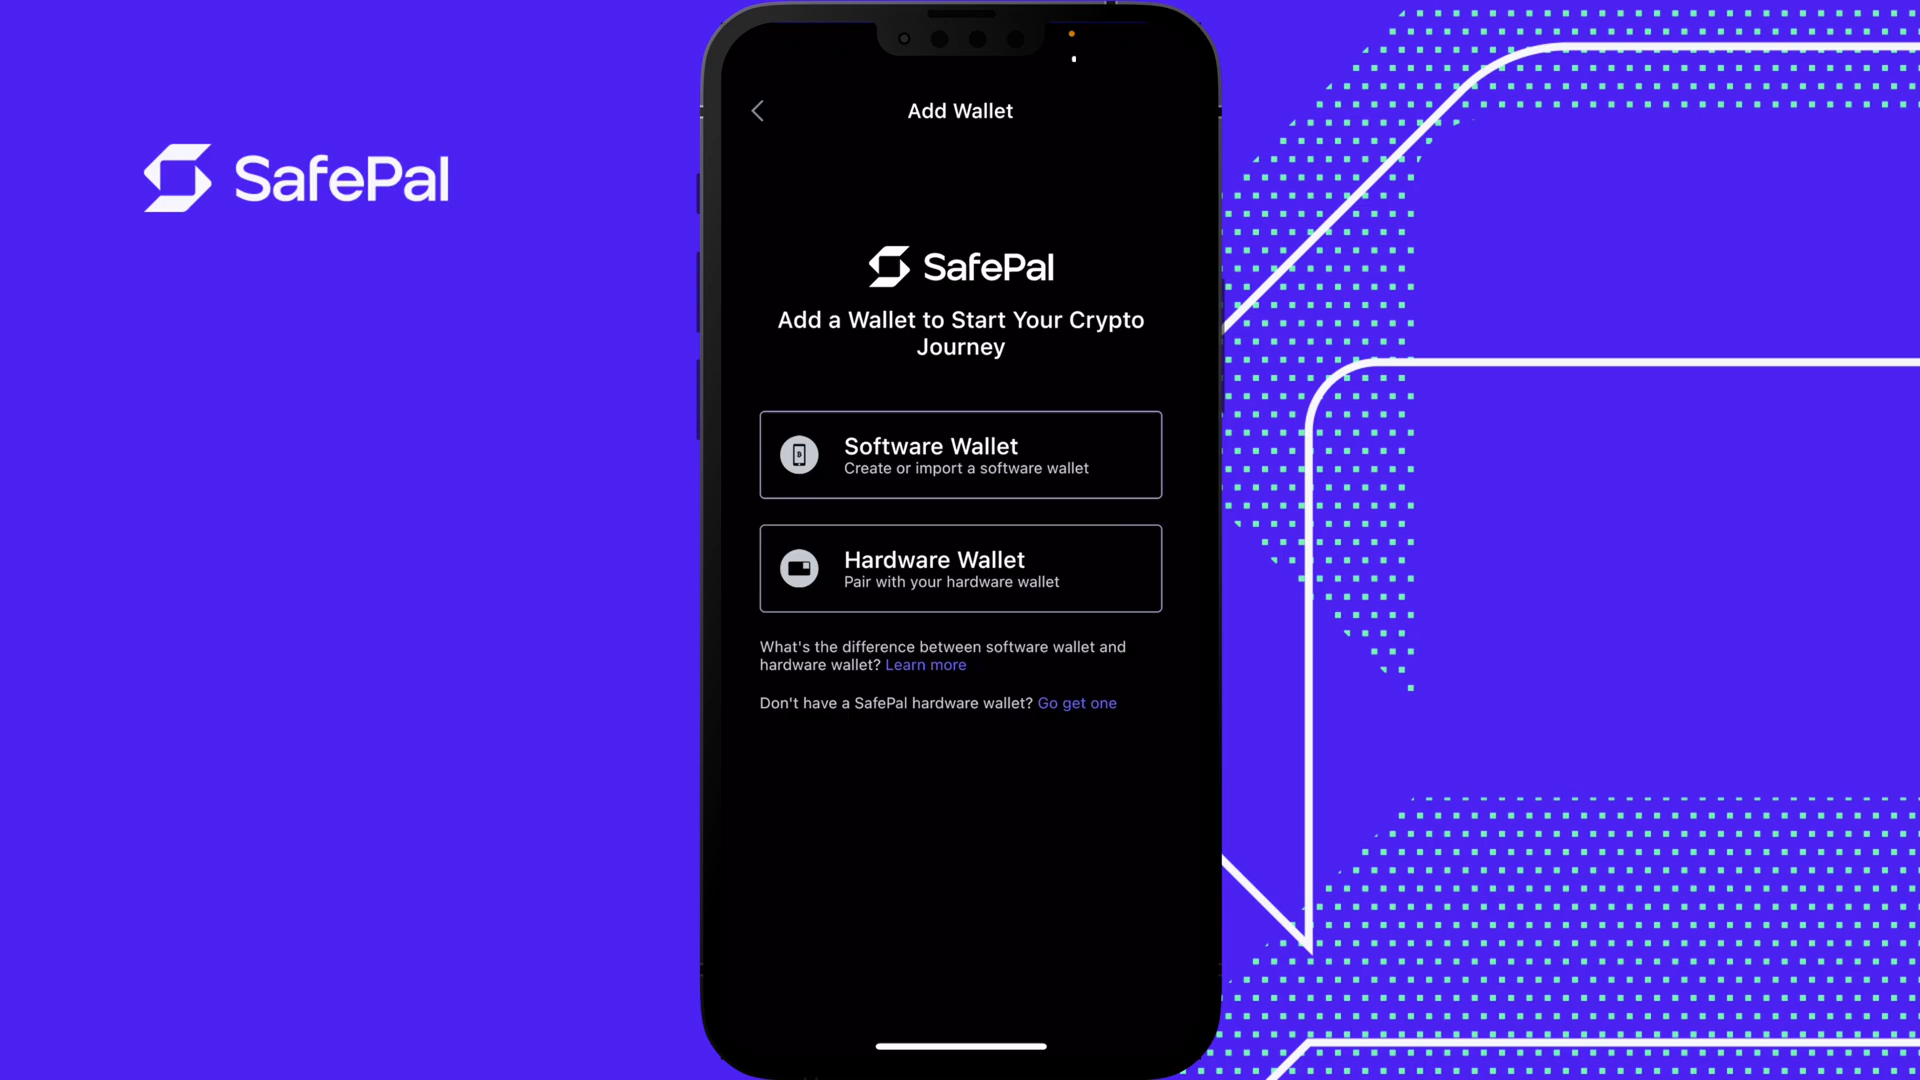 SafePal
Add Wallet
SafePal
Add a Wallet to Start Your Crypto
Journey
Software Wallet
Create or import a software wallet
Hardware Wallet
Pair with your hardware wallet
What's the difference between software wallet and
hardware wallet? Learn more
Don't have a SafePal hardware wallet? Go get one